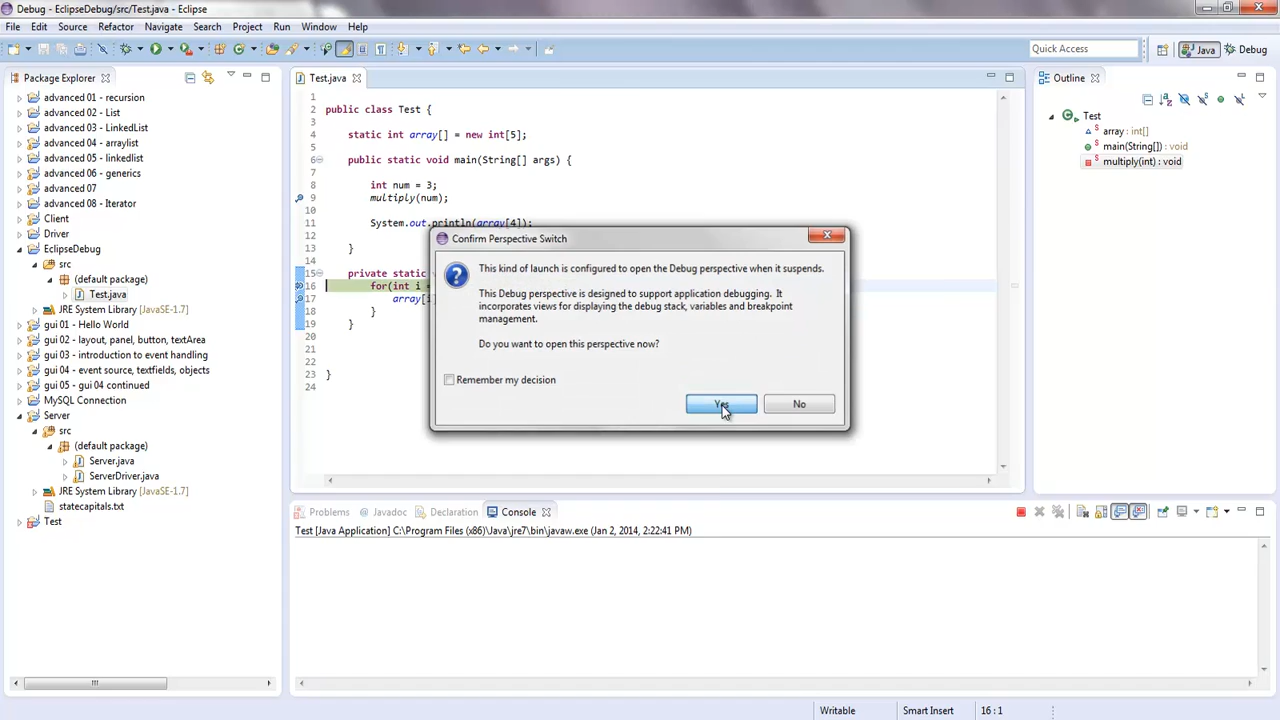 Debug - EclipseDebug/src/Test.java - Eclipse
File Edit Source Refactor Navigate Search Project Run Window Help
Quick Access
Java
Debug
Package Explorer
advanced 01 - recursion
advanced 02 - List
advanced 03 - LinkedList
advanced 04 - arraylist
advanced 05 - linkedlist
advanced 06 - generics
advanced 07
advanced 08 - Iterator
Client
Driver
EclipseDebug
src
(default package)
Test.java
JRE System Library [JavaSE-1.7]
gui 01 - Hello World
gui 02 - layout, panel, button, textArea
gui 03 - introduction to event handling
gui 04 - event source, textfields, objects
gui 05 - gui 04 continued
MySQL Connection
Server
src
(default package)
Server.java
ServerDriver.java
JRE System Library [JavaSE-1.7]
statecapitals.txt
Test
Test.java
1
2 public class Test {
3
4 static int array[] = new int[5];
5
6 public static void main(String[] args) {
7
8 int num = 3;
9 multiply(num);
10
11 System.out.println(array[4]);
12
13 }
14
15 private static
16 for(int i =
17 array[
18 }
19 }
20
21
22
23 }
24
Confirm Perspective Switch
This kind of launch is configured to open the Debug perspective when it suspends.
This Debug perspective is designed to support application debugging. It
incorporates views for displaying the debug stack, variables and breakpoint
management.
Do you want to open this perspective now?
Remember my decision
Yes
No
Outline
Test
array : int[]
main(String[]) : void
multiply(int) : void
Problems Javadoc Declaration Console
Test [Java Application] C:\Program Files\Java\jre7\bin\javaw.exe (Jan 2, 2014, 2:22:41 PM)
Writable
Smart Insert
16 : 1